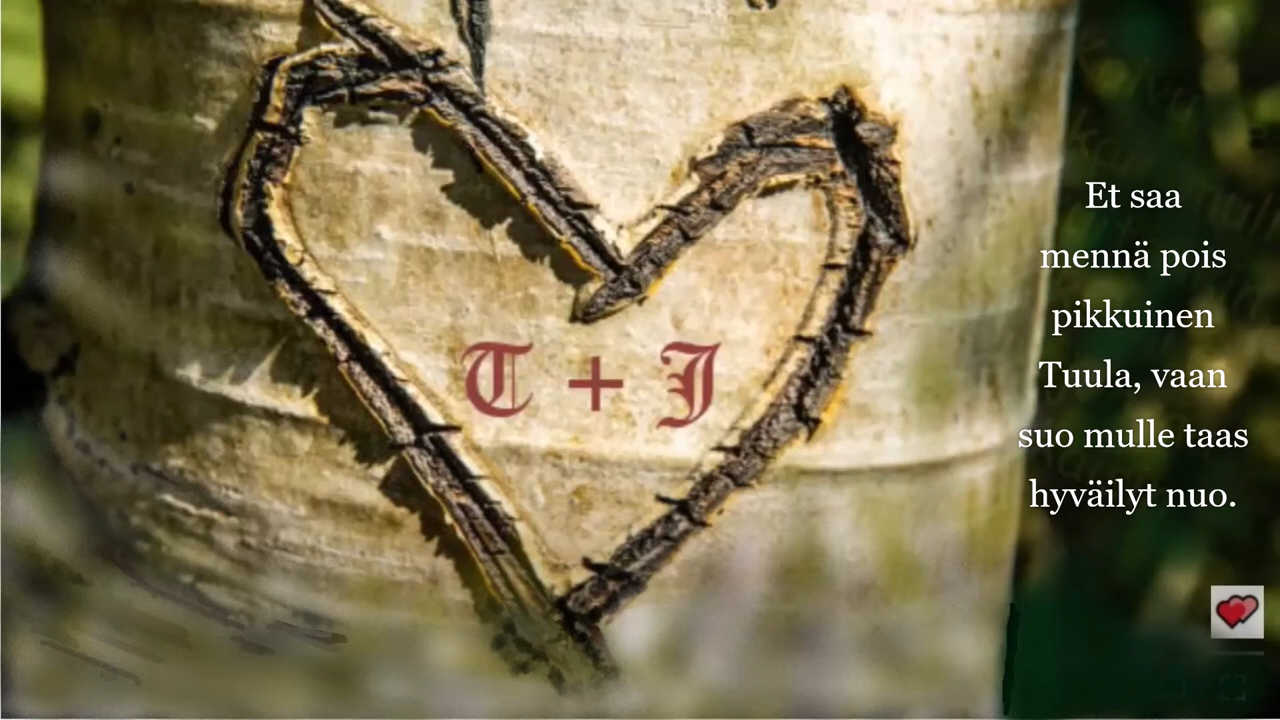 T + J
Et saa
mennä pois
pikkuinen
Tuula, vaan
suo mulle taas
hyväilyt nuo.